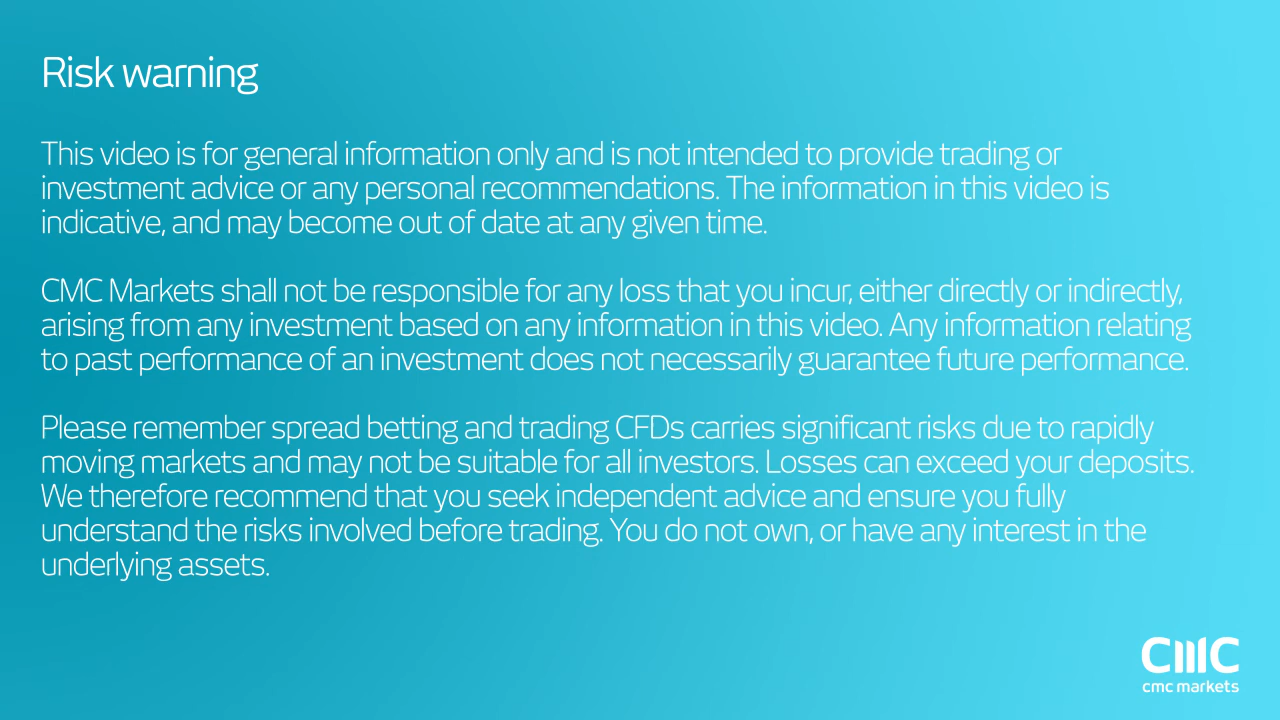 Risk warning
This video is for general information only and is not intended to provide trading or
investment advice or any personal recommendations. The information in this video is
indicative, and may become out of date at any given time.
CMC Markets shall not be responsible for any loss that you incur, either directly or indirectly,
arising from any investment based on any information in this video. Any information relating
to past performance of an investment does not necessarily guarantee future performance.
Please remember spread betting and trading CFDs carries significant risks due to rapidly
moving markets and may not be suitable for all investors. Losses can exceed your deposits.
We therefore recommend that you seek independent advice and ensure you fully
understand the risks involved before trading. You do not own, or have any interest in the
underlying assets.
CMC
cmc markets